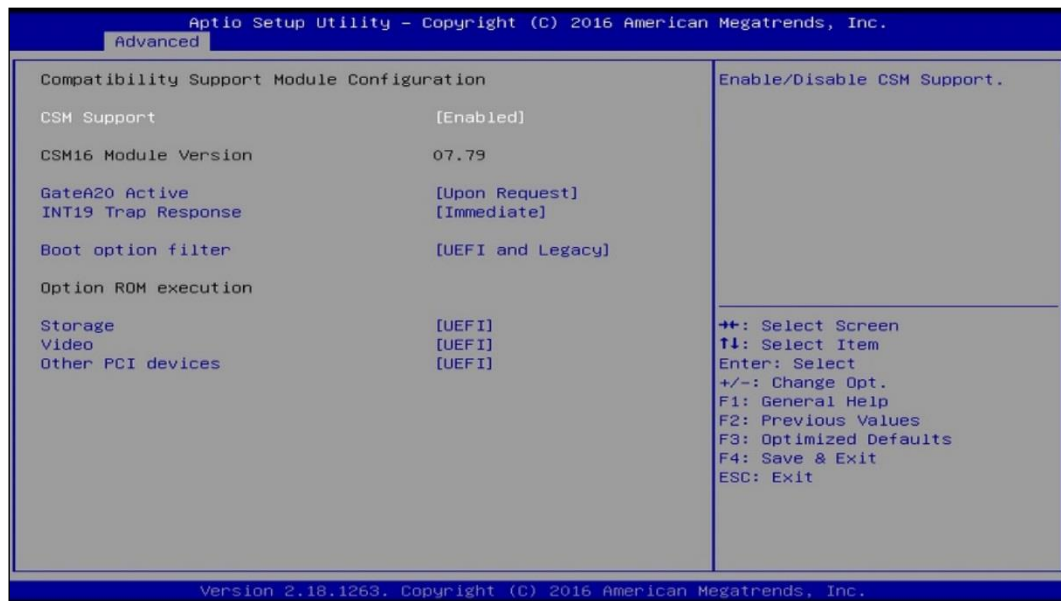 Aptio Setup Utility – Copyright (C) 2016 American Megatrends, Inc.
Advanced
Compatibility Support Module Configuration
CSM Support [Enabled]
CSM16 Module Version 07.79
GateA20 Active [Upon Request]
INT19 Trap Response [Immediate]
Boot option filter [UEFI and Legacy]
Option ROM execution
Storage [UEFI]
Video [UEFI]
Other PCI devices [UEFI]
Enable/Disable CSM Support.
→←: Select Screen
↑↓: Select Item
Enter: Select
+/-: Change Opt.
F1: General Help
F2: Previous Values
F3: Optimized Defaults
F4: Save & Exit
ESC: Exit
Version 2.18.1263. Copyright (C) 2016 American Megatrends, Inc.